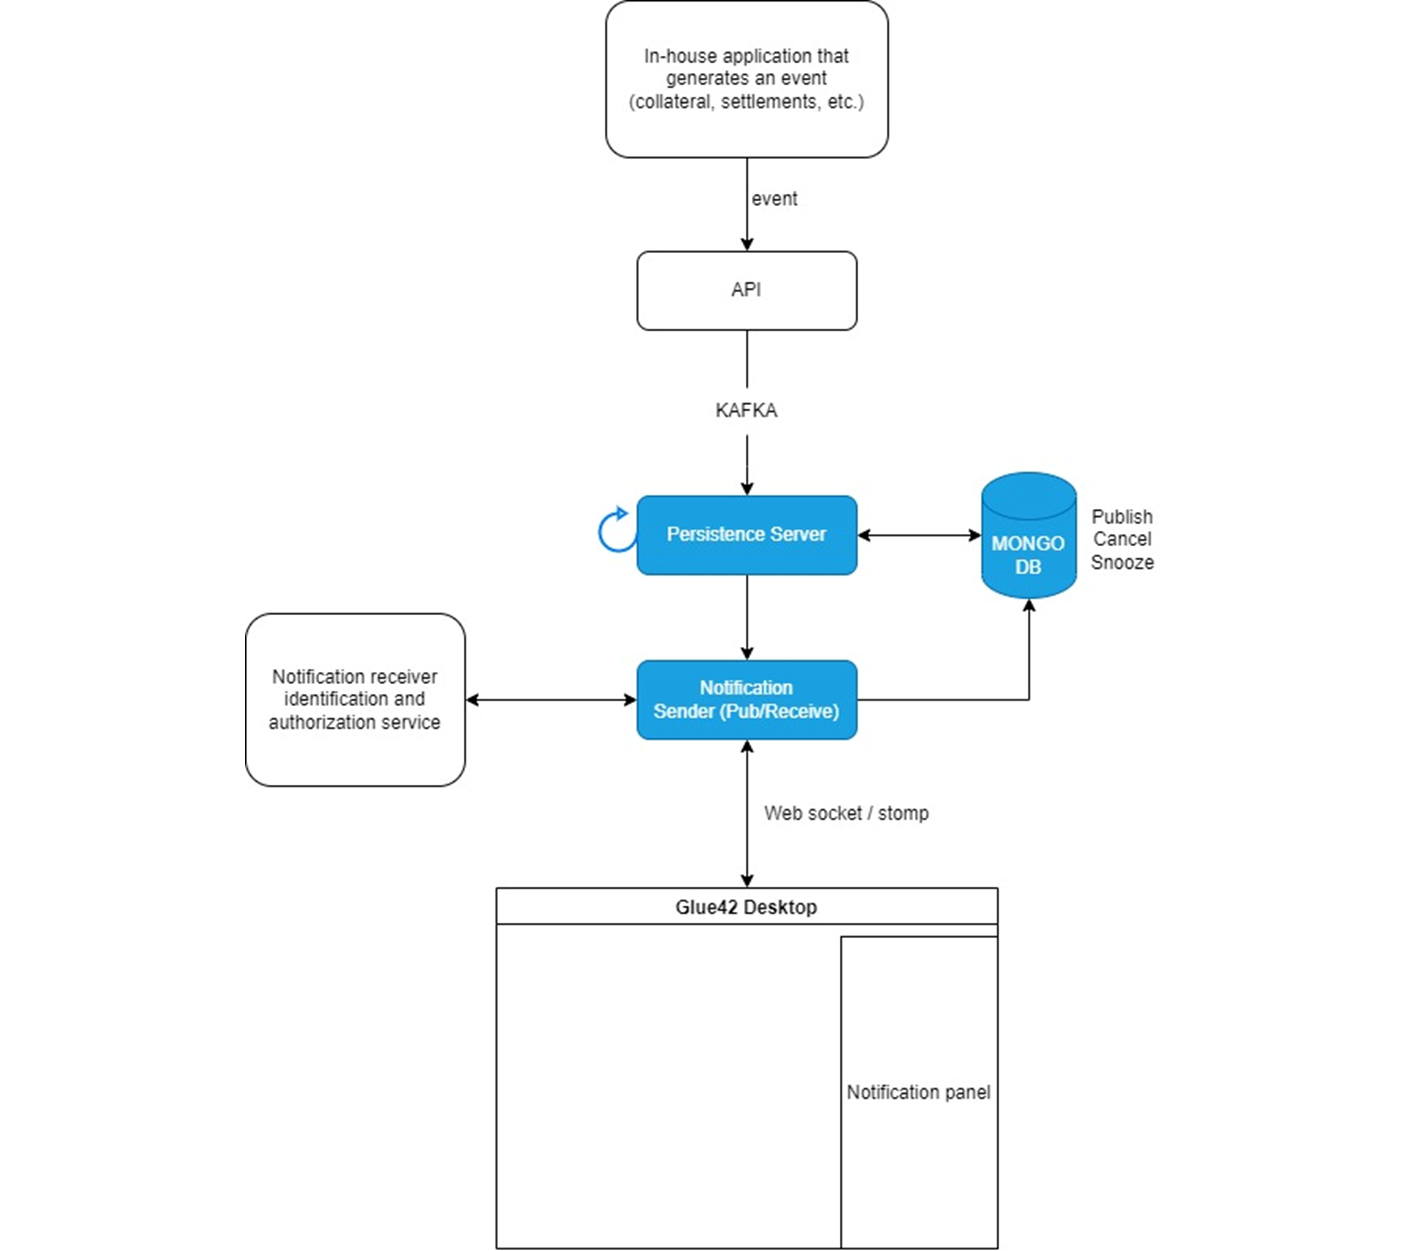 In-house application that
generates an event
(collateral, settlements, etc.)
event
API
KAFKA
Persistence Server
MONGO
DB
Publish
Cancel
Snooze
Notification receiver
identification and
authorization service
Notification
Sender (Pub/Receive)
Web socket / stomp
Glue42 Desktop
Notification panel